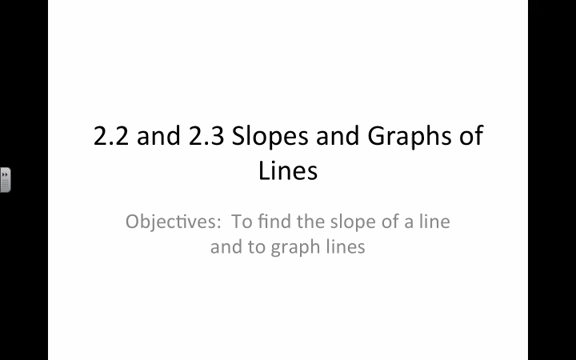 2.2 and 2.3 Slopes and Graphs of
Lines
Objectives: To find the slope of a line
and to graph lines